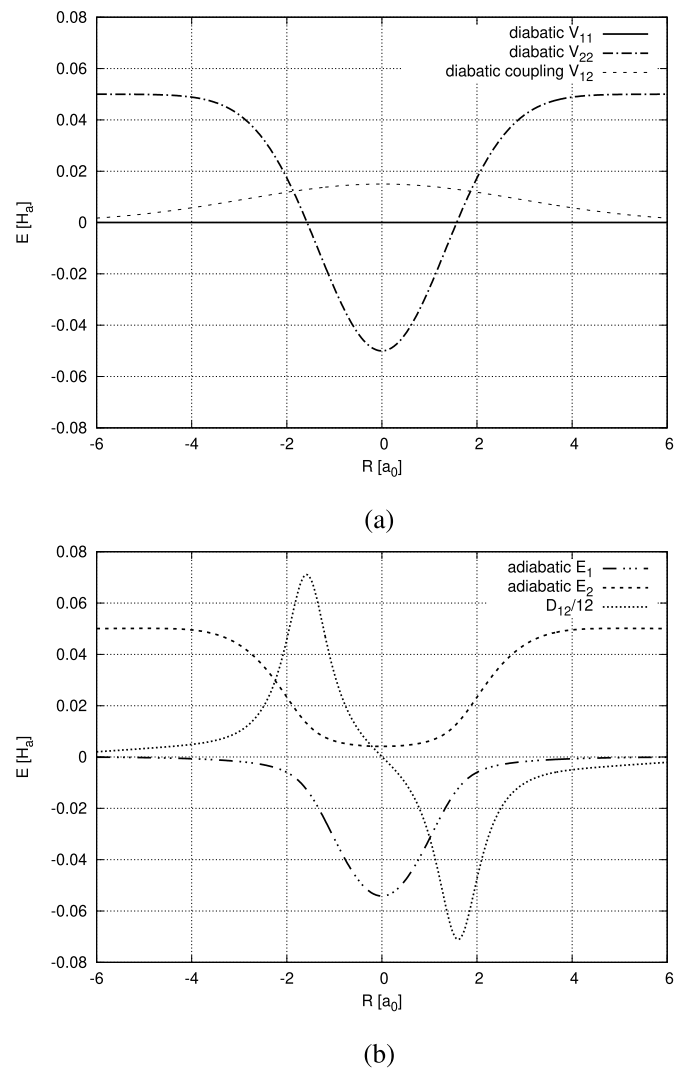 diabatic V11
diabatic V22
diabatic coupling V12
0.08
0.06
0.04
0.02
0
-0.02
-0.04
-0.06
-0.08
E [Ha]
-6 -4 -2 0 2 4 6
R [a0]
(a)
adiabatic E1
adiabatic E2
D12/12
0.08
0.06
0.04
0.02
0
-0.02
-0.04
-0.06
-0.08
E [Ha]
-6 -4 -2 0 2 4 6
R [a0]
(b)